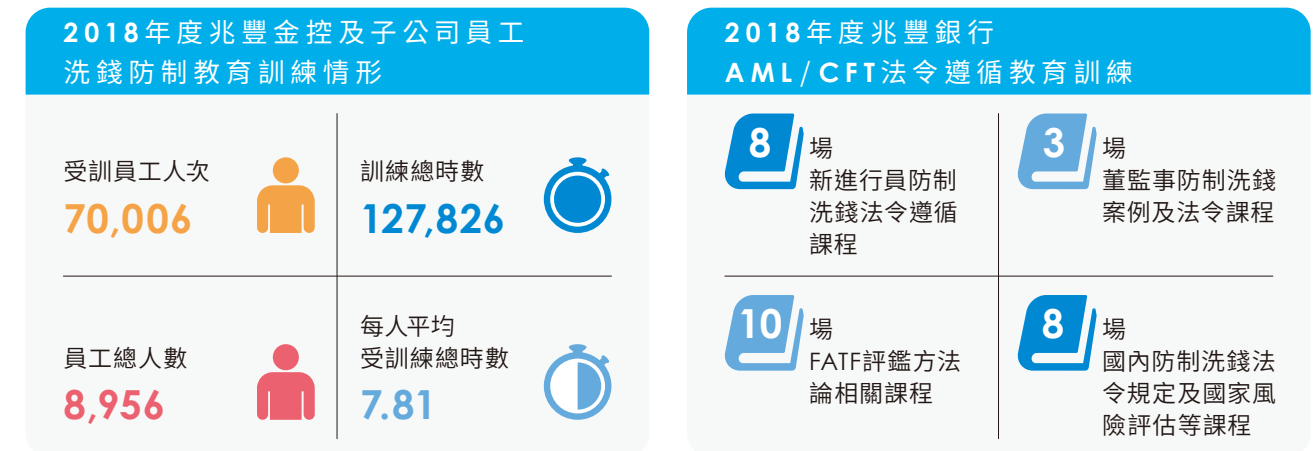 2018年度兆豐金控及子公司員工
洗錢防制教育訓練情形
受訓員工人次
70,006
訓練總時數
127,826
員工總人數
8,956
每人平均
受訓練總時數
7.81
2018年度兆豐銀行
AML/CFT法令遵循教育訓練
8
場
新進行員防制
洗錢法令遵循
課程
3
場
董監事防制洗錢
案例及法令課程
10
場
FATF評鑑方法
論相關課程
8
場
國內防制洗錢法
令規定及國家風
險評估等課程